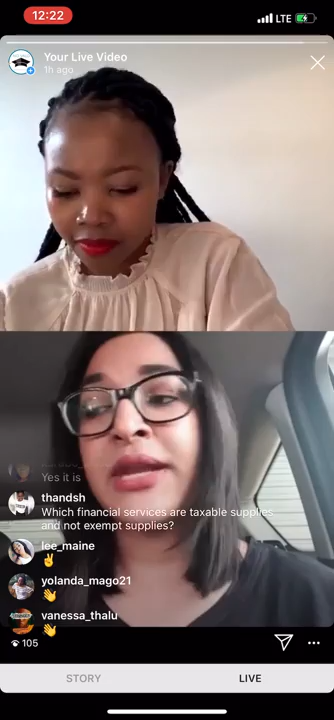 12:22
LTE
Your Live Video
1h ago
Yes it is
thandsh
Which financial services are taxable supplies
and not exempt supplies?
lee_maine
yolanda_mago21
vanessa_thalu
105
STORY
LIVE